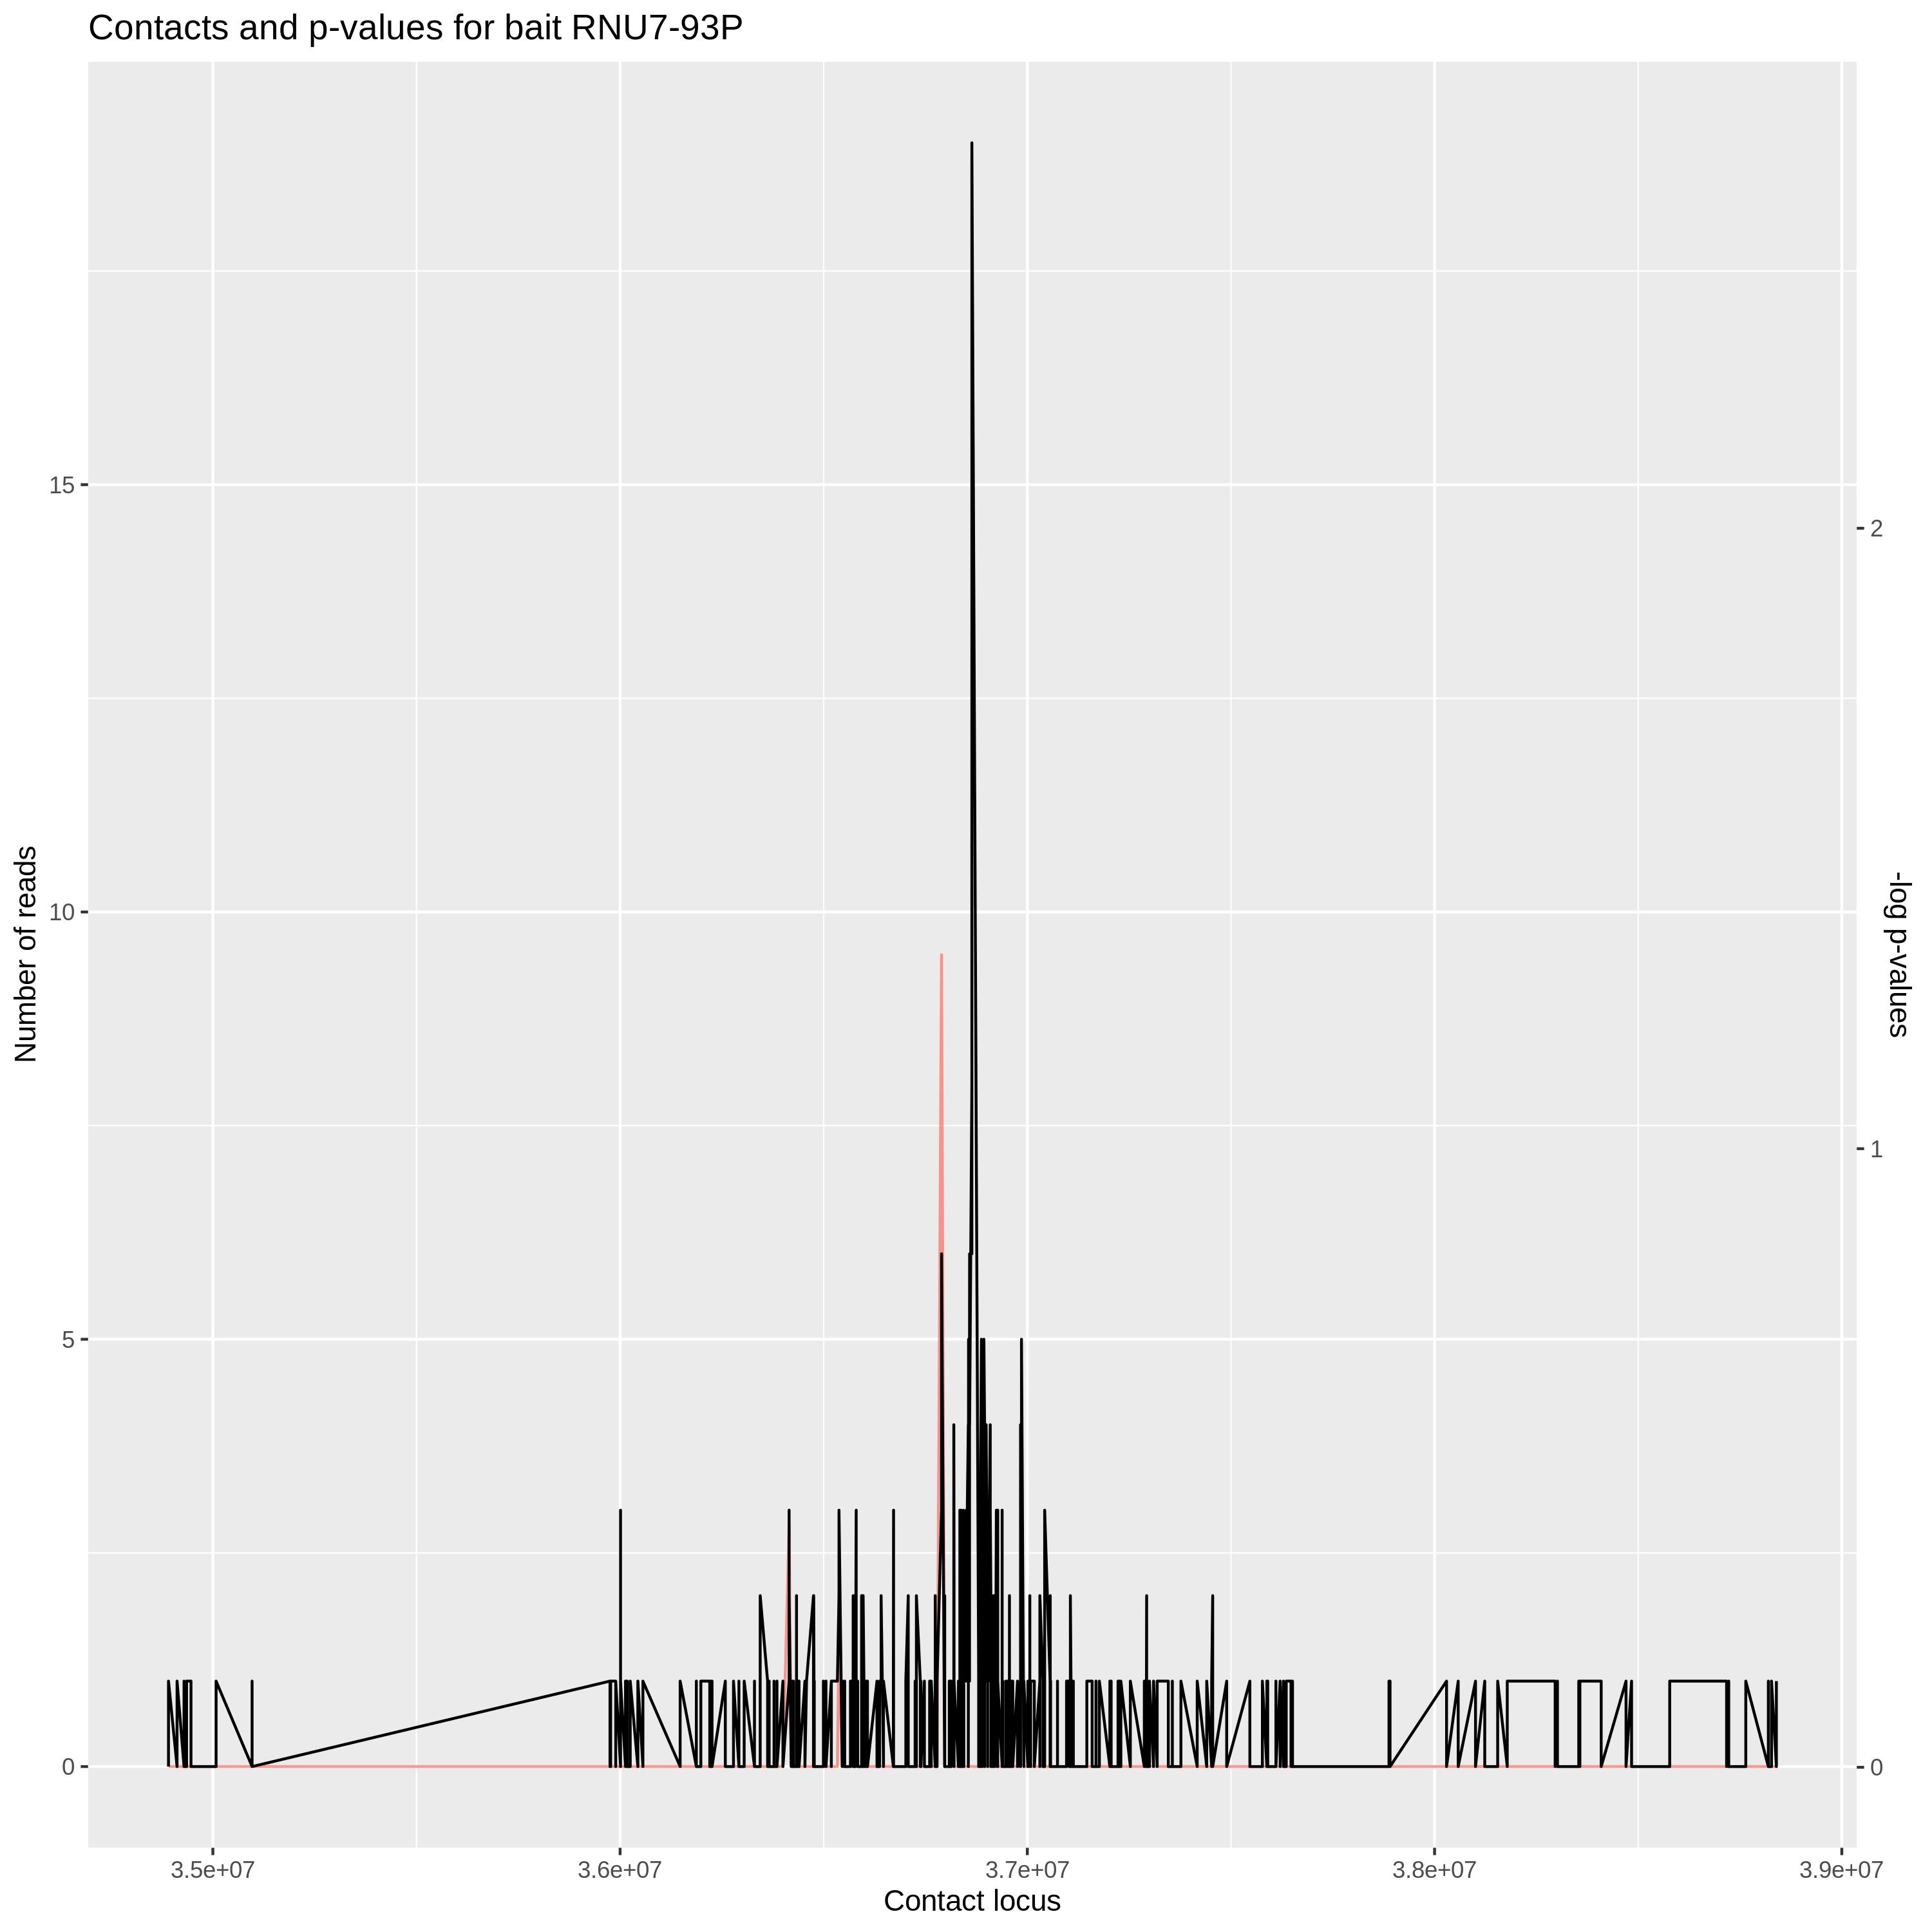 Contacts and p-values for bait RNU7-93P
Number of reads
15
10
5
0
2
1
0
-log p-values
3.5e+07
3.6e+07
3.7e+07
3.8e+07
3.9e+07
Contact locus